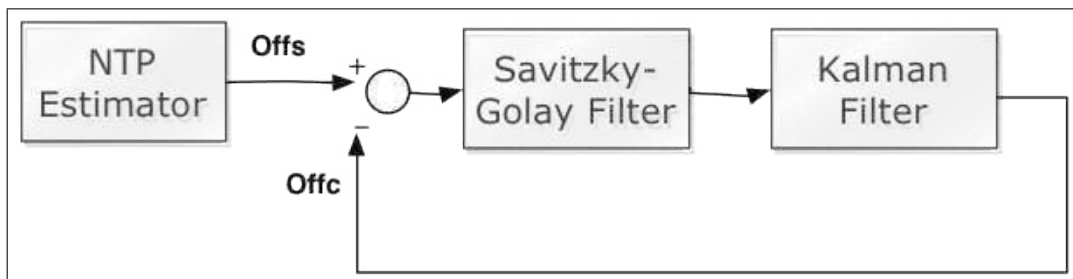 NTP
Estimator
Offs
+
−
Offc
Savitzky-
Golay Filter
Kalman
Filter